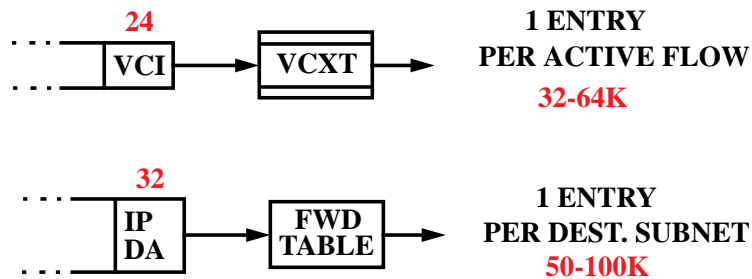 24
VCI
VCXT
1 ENTRY
PER ACTIVE FLOW
32-64K
32
IP
DA
FWD
TABLE
1 ENTRY
PER DEST. SUBNET
50-100K